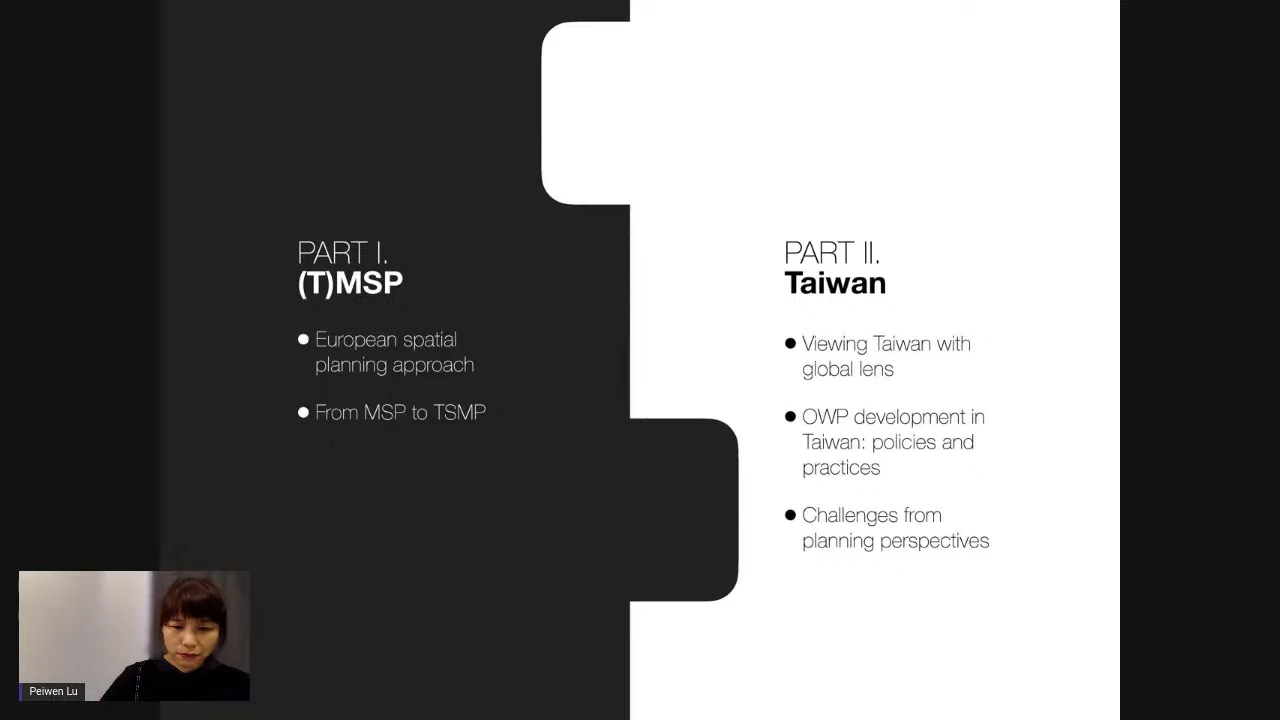 PART I.
(T)MSP
European spatial
planning approach
From MSP to TSMP
PART II.
Taiwan
Viewing Taiwan with
global lens
OWP development in
Taiwan: policies and
practices
Challenges from
planning perspectives
Peiwen Lu